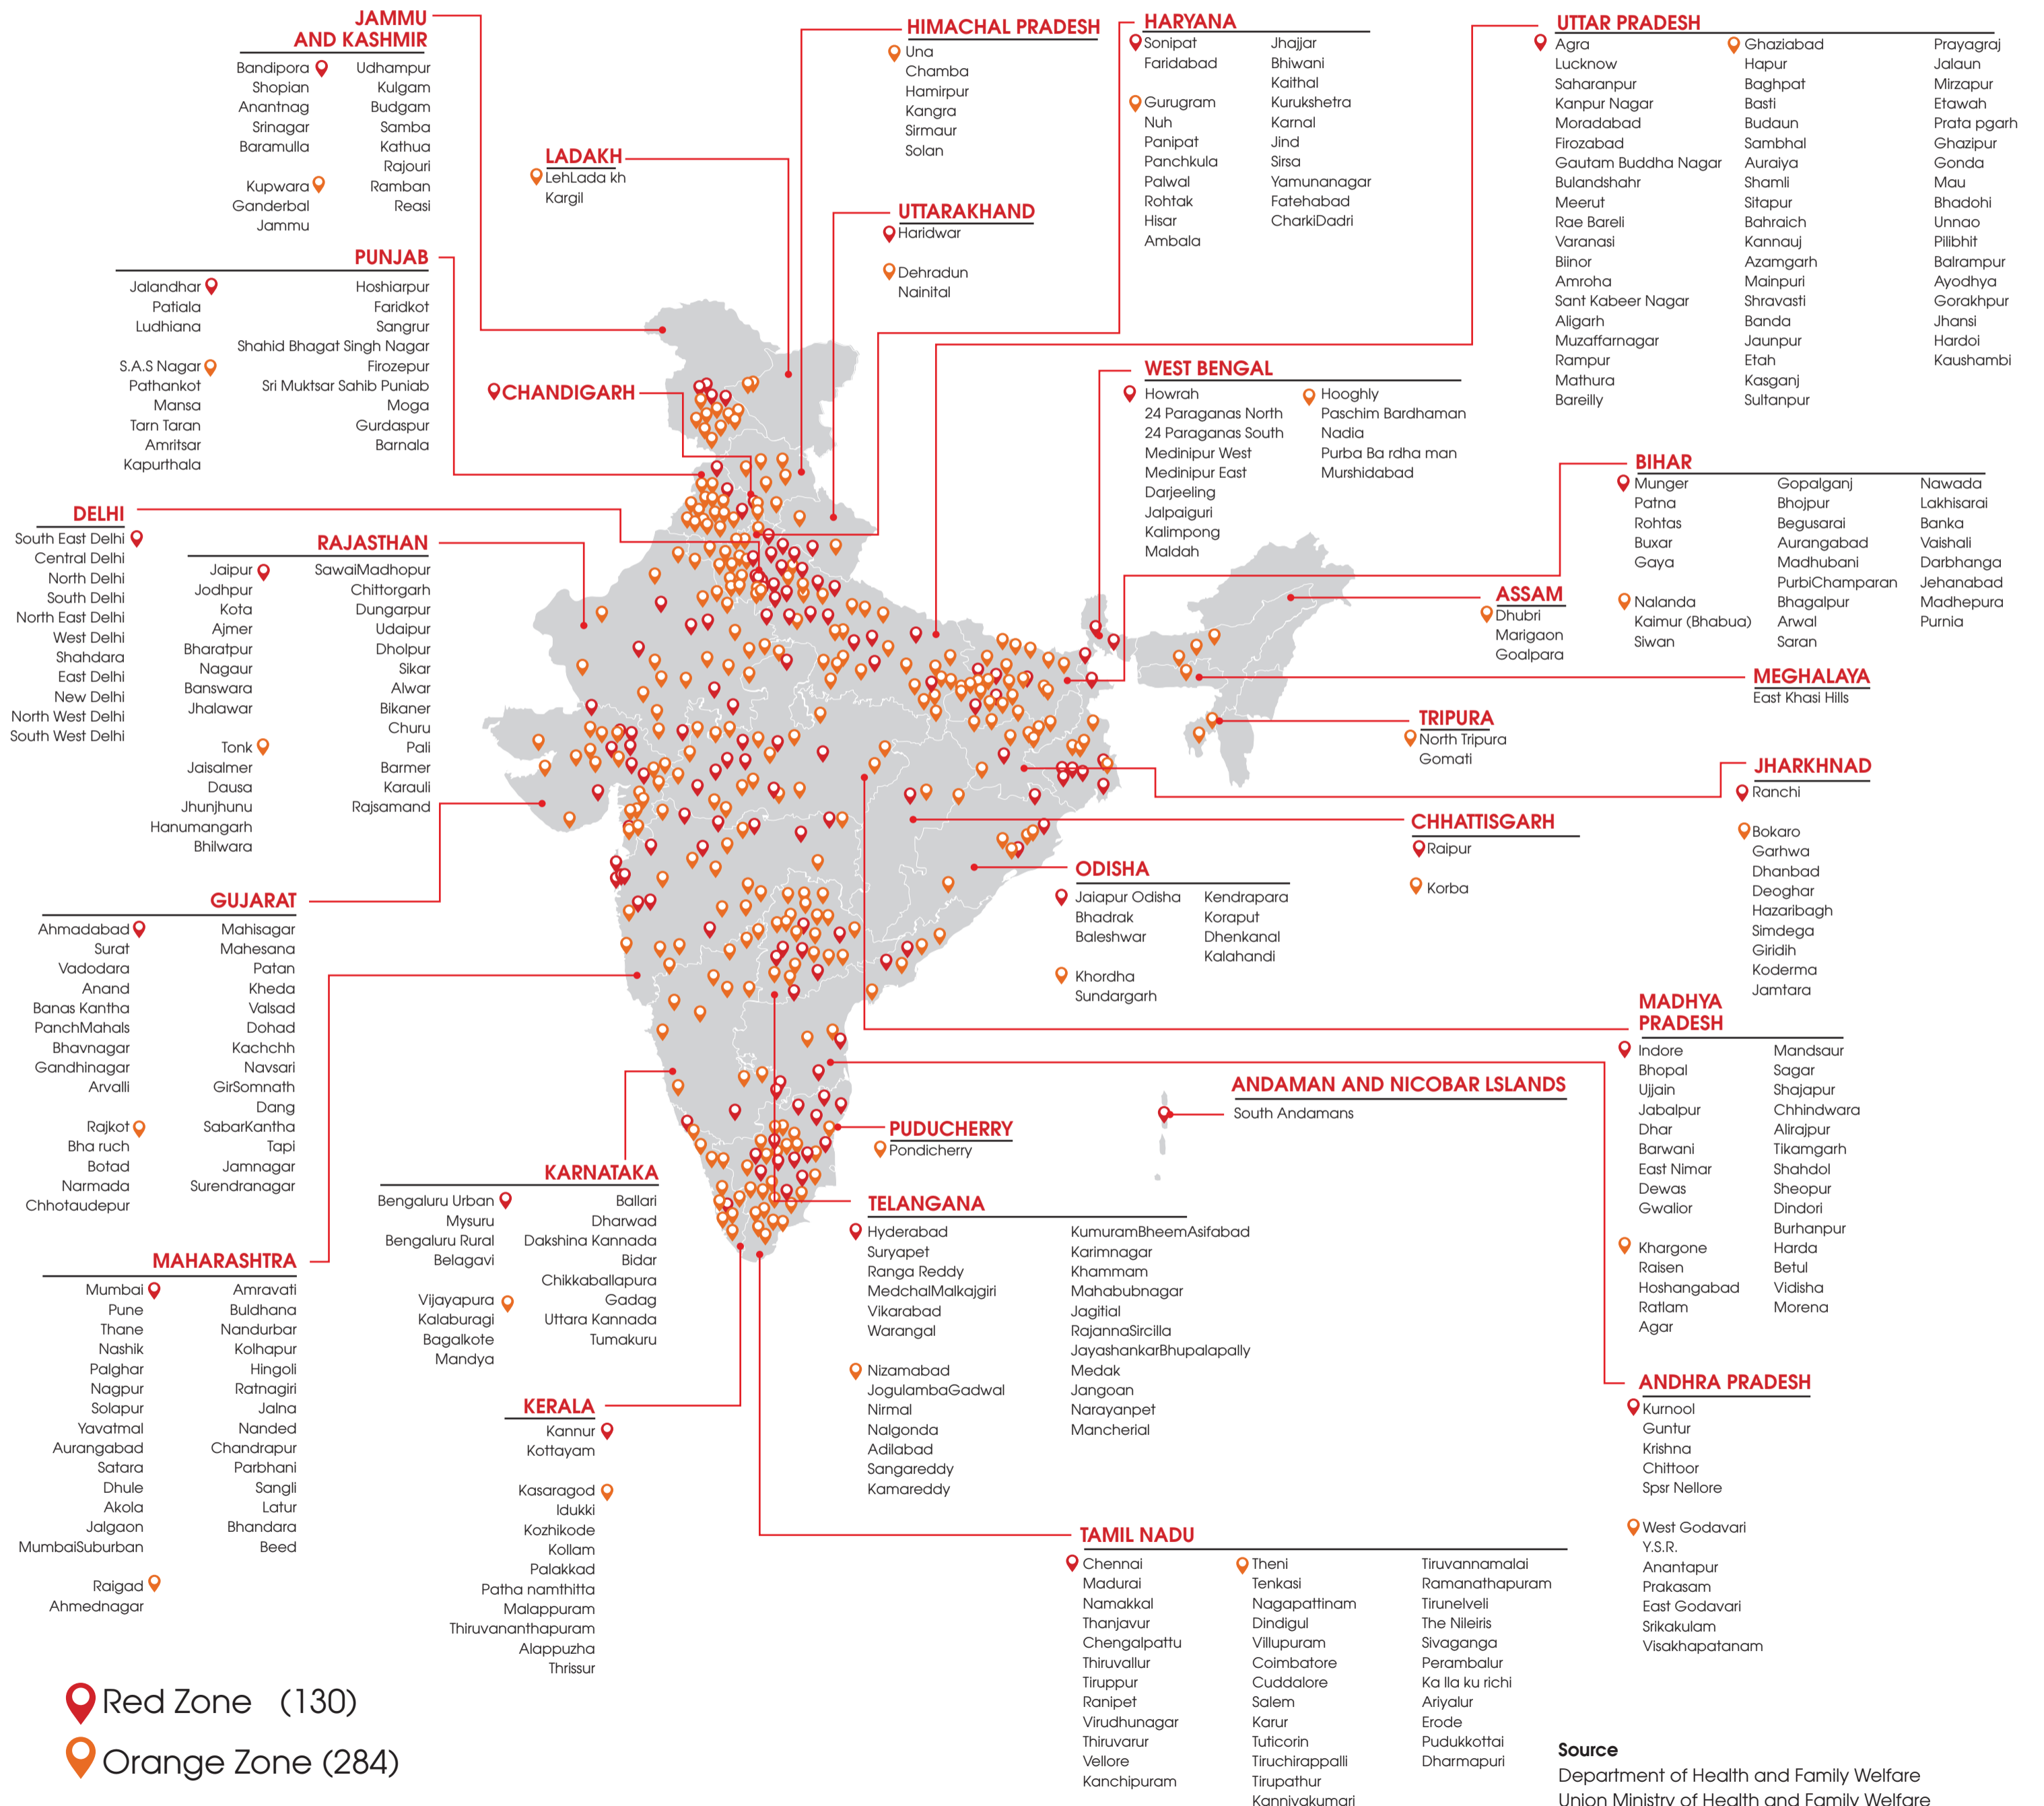 JAMMU
AND KASHMIR
Bandipora
Shopian
Anantnag
Srinagar
Baramulla
Kupwara
Ganderbal
Jammu
Udhampur
Kulgam
Budgam
Samba
Kathua
Rajouri
Ramban
Reasi
LADAKH
LehLada kh
Kargil
HIMACHAL PRADESH
Una
Chamba
Hamirpur
Kangra
Sirmaur
Solan
UTTARAKHAND
Haridwar
Dehradun
Nainital
HARYANA
Sonipat
Faridabad
Gurugram
Nuh
Panipat
Panchkula
Palwal
Rohtak
Hisar
Ambala
Jhajjar
Bhiwani
Kaithal
Kurukshetra
Karnal
Jind
Sirsa
Yamunanagar
Fatehabad
CharkiDadri
UTTAR PRADESH
Agra
Lucknow
Saharanpur
Kanpur Nagar
Moradabad
Firozabad
Gautam Buddha Nagar
Bulandshahr
Meerut
Rae Bareli
Varanasi
Biinor
Amroha
Sant Kabeer Nagar
Aligarh
Muzaffarnagar
Rampur
Mathura
Bareilly
Ghaziabad
Hapur
Baghpat
Basti
Budaun
Sambhal
Auraiya
Shamli
Sitapur
Bahraich
Kannauj
Azamgarh
Mainpuri
Shravasti
Banda
Jaunpur
Etah
Kasganj
Sultanpur
Prayagraj
Jalaun
Mirzapur
Etawah
Prata pgarh
Ghazipur
Gonda
Mau
Bhadohi
Unnao
Pilibhit
Balrampur
Ayodhya
Gorakhpur
Jhansi
Hardoi
Kaushambi
PUNJAB
Jalandhar
Patiala
Ludhiana
S.A.S Nagar
Pathankot
Mansa
Tarn Taran
Amritsar
Kapurthala
Hoshiarpur
Faridkot
Sangrur
Shahid Bhagat Singh Nagar
Firozepur
Sri Muktsar Sahib Puniab
Moga
Gurdaspur
Barnala
CHANDIGARH
WEST BENGAL
Howrah
24 Paraganas North
24 Paraganas South
Medinipur West
Medinipur East
Darjeeling
Jalpaiguri
Kalimpong
Maldah
Hooghly
Paschim Bardhaman
Nadia
Purba Ba rdha man
Murshidabad
BIHAR
Munger
Patna
Rohtas
Buxar
Gaya
Nalanda
Kaimur (Bhabua)
Siwan
Gopalganj
Bhojpur
Begusarai
Aurangabad
Madhubani
PurbiChamparan
Bhagalpur
Arwal
Saran
Nawada
Lakhisarai
Banka
Vaishali
Darbhanga
Jehanabad
Madhepura
Purnia
DELHI
South East Delhi
Central Delhi
North Delhi
South Delhi
North East Delhi
West Delhi
Shahdara
East Delhi
New Delhi
North West Delhi
South West Delhi
RAJASTHAN
Jaipur
Jodhpur
Kota
Ajmer
Bharatpur
Nagaur
Banswara
Jhalawar
Tonk
Jaisalmer
Dausa
Jhunjhunu
Hanumangarh
Bhilwara
SawaiMadhopur
Chittorgarh
Dungarpur
Udaipur
Dholpur
Sikar
Alwar
Bikaner
Churu
Pali
Barmer
Karauli
Rajsamand
ASSAM
Dhubri
Marigaon
Goalpara
MEGHALAYA
East Khasi Hills
TRIPURA
North Tripura
Gomati
JHARKHNAD
Ranchi
Bokaro
Garhwa
Dhanbad
Deoghar
Hazaribagh
Simdega
Giridih
Koderma
Jamtara
CHHATTISGARH
Raipur
Korba
ODISHA
Jaiapur Odisha
Bhadrak
Baleshwar
Khordha
Sundargarh
Kendrapara
Koraput
Dhenkanal
Kalahandi
GUJARAT
Ahmadabad
Surat
Vadodara
Anand
Banas Kantha
PanchMahals
Bhavnagar
Gandhinagar
Arvalli
Rajkot
Bha ruch
Botad
Narmada
Chhotaudepur
Mahisagar
Mahesana
Patan
Kheda
Valsad
Dohad
Kachchh
Navsari
GirSomnath
Dang
SabarKantha
Tapi
Jamnagar
Surendranagar
MADHYA
PRADESH
Indore
Bhopal
Ujjain
Jabalpur
Dhar
Barwani
East Nimar
Dewas
Gwalior
Khargone
Raisen
Hoshangabad
Ratlam
Agar
Mandsaur
Sagar
Shajapur
Chhindwara
Alirajpur
Tikamgarh
Shahdol
Sheopur
Dindori
Burhanpur
Harda
Betul
Vidisha
Morena
ANDAMAN AND NICOBAR LSLANDS
South Andamans
PUDUCHERRY
Pondicherry
KARNATAKA
Bengaluru Urban
Mysuru
Bengaluru Rural
Belagavi
Vijayapura
Kalaburagi
Bagalkote
Mandya
Ballari
Dharwad
Dakshina Kannada
Bidar
Chikkaballapura
Gadag
Uttara Kannada
Tumakuru
TELANGANA
Hyderabad
Suryapet
Ranga Reddy
MedchalMalkajgiri
Vikarabad
Warangal
Nizamabad
JogulambaGadwal
Nirmal
Nalgonda
Adilabad
Sangareddy
Kamareddy
KumuramBheemAsifabad
Karimnagar
Khammam
Mahabubnagar
Jagitial
RajannaSircilla
JayashankarBhupalapally
Medak
Jangoan
Narayanpet
Mancherial
MAHARASHTRA
Mumbai
Pune
Thane
Nashik
Palghar
Nagpur
Solapur
Yavatmal
Aurangabad
Satara
Dhule
Akola
Jalgaon
MumbaiSuburban
Raigad
Ahmednagar
Amravati
Buldhana
Nandurbar
Kolhapur
Hingoli
Ratnagiri
Jalna
Nanded
Chandrapur
Parbhani
Sangli
Latur
Bhandara
Beed
KERALA
Kannur
Kottayam
Kasaragod
Idukki
Kozhikode
Kollam
Palakkad
Patha namthitta
Malappuram
Thiruvananthapuram
Alappuzha
Thrissur
ANDHRA PRADESH
Kurnool
Guntur
Krishna
Chittoor
Spsr Nellore
West Godavari
Y.S.R.
Anantapur
Prakasam
East Godavari
Srikakulam
Visakhapatanam
TAMIL NADU
Chennai
Madurai
Namakkal
Thanjavur
Chengalpattu
Thiruvallur
Tiruppur
Ranipet
Virudhunagar
Thiruvarur
Vellore
Kanchipuram
Theni
Tenkasi
Nagapattinam
Dindigul
Villupuram
Coimbatore
Cuddalore
Salem
Karur
Tuticorin
Tiruchirappalli
Tirupathur
Kanniyakumari
Tiruvannamalai
Ramanathapuram
Tirunelveli
The Nileiris
Sivaganga
Perambalur
Ka lla ku richi
Ariyalur
Erode
Pudukkottai
Dharmapuri
Red Zone (130)
Orange Zone (284)
Source
Department of Health and Family Welfare
Union Ministry of Health and Family Welfare